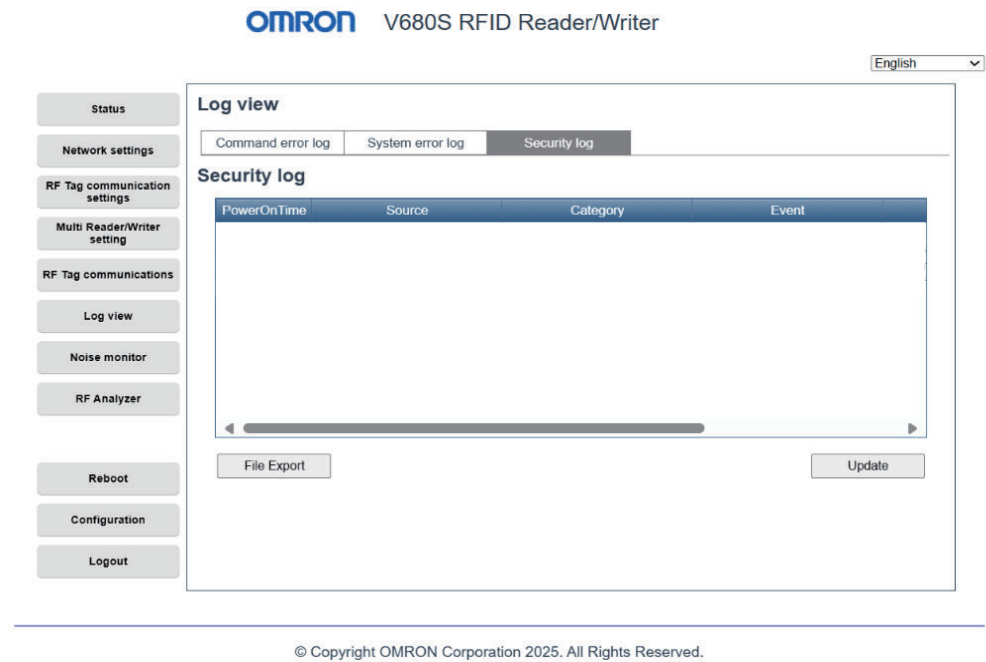 OMRON V680S RFID Reader/Writer
English
Status
Network settings
RF Tag communication
settings
Multi Reader/Writer
setting
RF Tag communications
Log view
Noise monitor
RF Analyzer
Reboot
Configuration
Logout
Log view
Command error log System error log Security log
Security log
PowerOnTime Source Category Event
File Export Update
© Copyright OMRON Corporation 2025. All Rights Reserved.